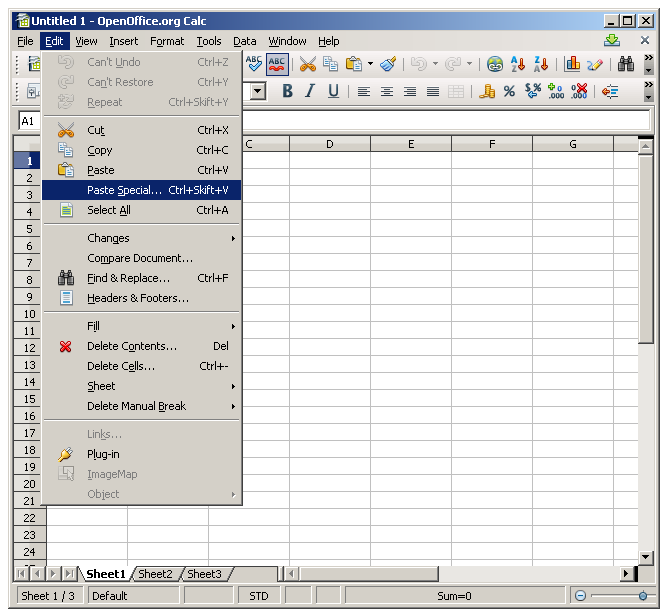 Untitled 1 - OpenOffice.org Calc
File Edit View Insert Format Tools Data Window Help
Can't Undo Ctrl+Z
Can't Restore Ctrl+Y
Repeat Ctrl+Skift+Y
Cut Ctrl+X
Copy Ctrl+C
Paste Ctrl+V
Paste Special... Ctrl+Skift+V
Select All Ctrl+A
Changes
Compare Document...
Find & Replace... Ctrl+F
Headers & Footers...
Fill
Delete Contents... Del
Delete Cells... Ctrl+-
Sheet
Delete Manual Break
Links...
Plug-in
ImageMap
Object
ABC ABC A Z Z A
B I U % .000 .000
A1
C D E F G
1
2
3
4
5
6
7
8
9
10
11
12
13
14
15
16
17
18
19
20
21
22
23
24
Sheet1 Sheet2 Sheet3
Sheet 1 / 3 Default STD Sum=0